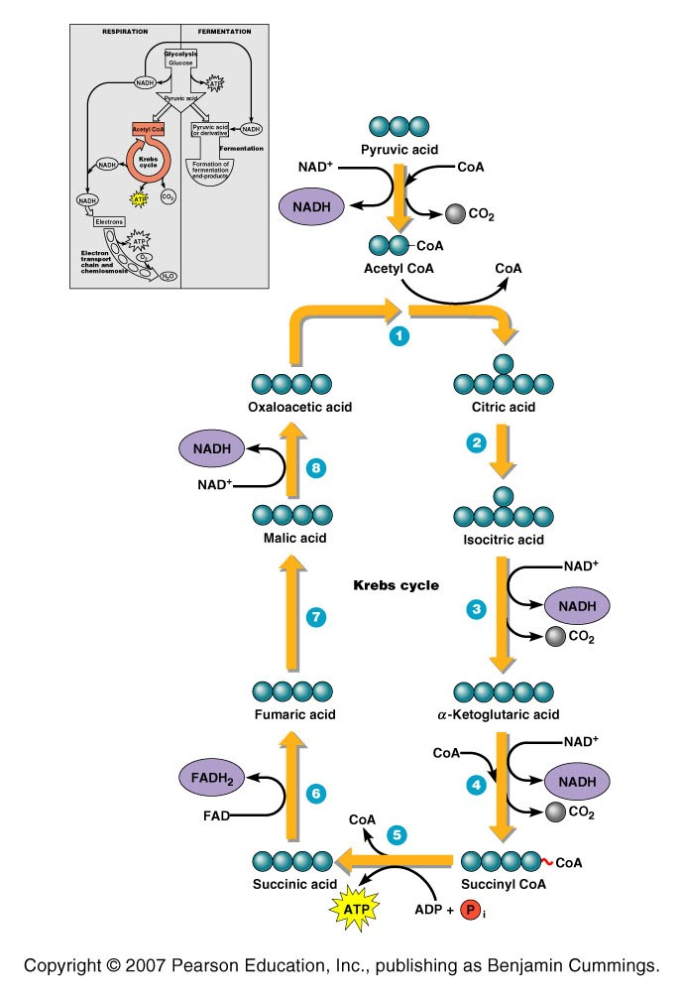 RESPIRATION
FERMENTATION
Glycolysis
Glucose
NADH
ATP
Pyruvic acid
Acetyl CoA
Pyruvic acid
or derivative
NADH
Fermentation
Krebs
cycle
NADH
Formation of
fermentation
end-products
ATP
CO₂
NADH
Electrons
ATP
Electron
transport
chain and
chemiosmosis
O₂
H₂O
Pyruvic acid
NAD⁺
CoA
NADH
CO₂
CoA
Acetyl CoA
CoA
1
Oxaloacetic acid
Citric acid
NADH
8
NAD⁺
2
Malic acid
Isocitric acid
Krebs cycle
NAD⁺
3
NADH
CO₂
7
Fumaric acid
α-Ketoglutaric acid
FADH₂
6
FAD
CoA
NAD⁺
4
NADH
CO₂
CoA
5
Succinic acid
CoA
Succinyl CoA
ATP
ADP + P i
Copyright © 2007 Pearson Education, Inc., publishing as Benjamin Cummings.